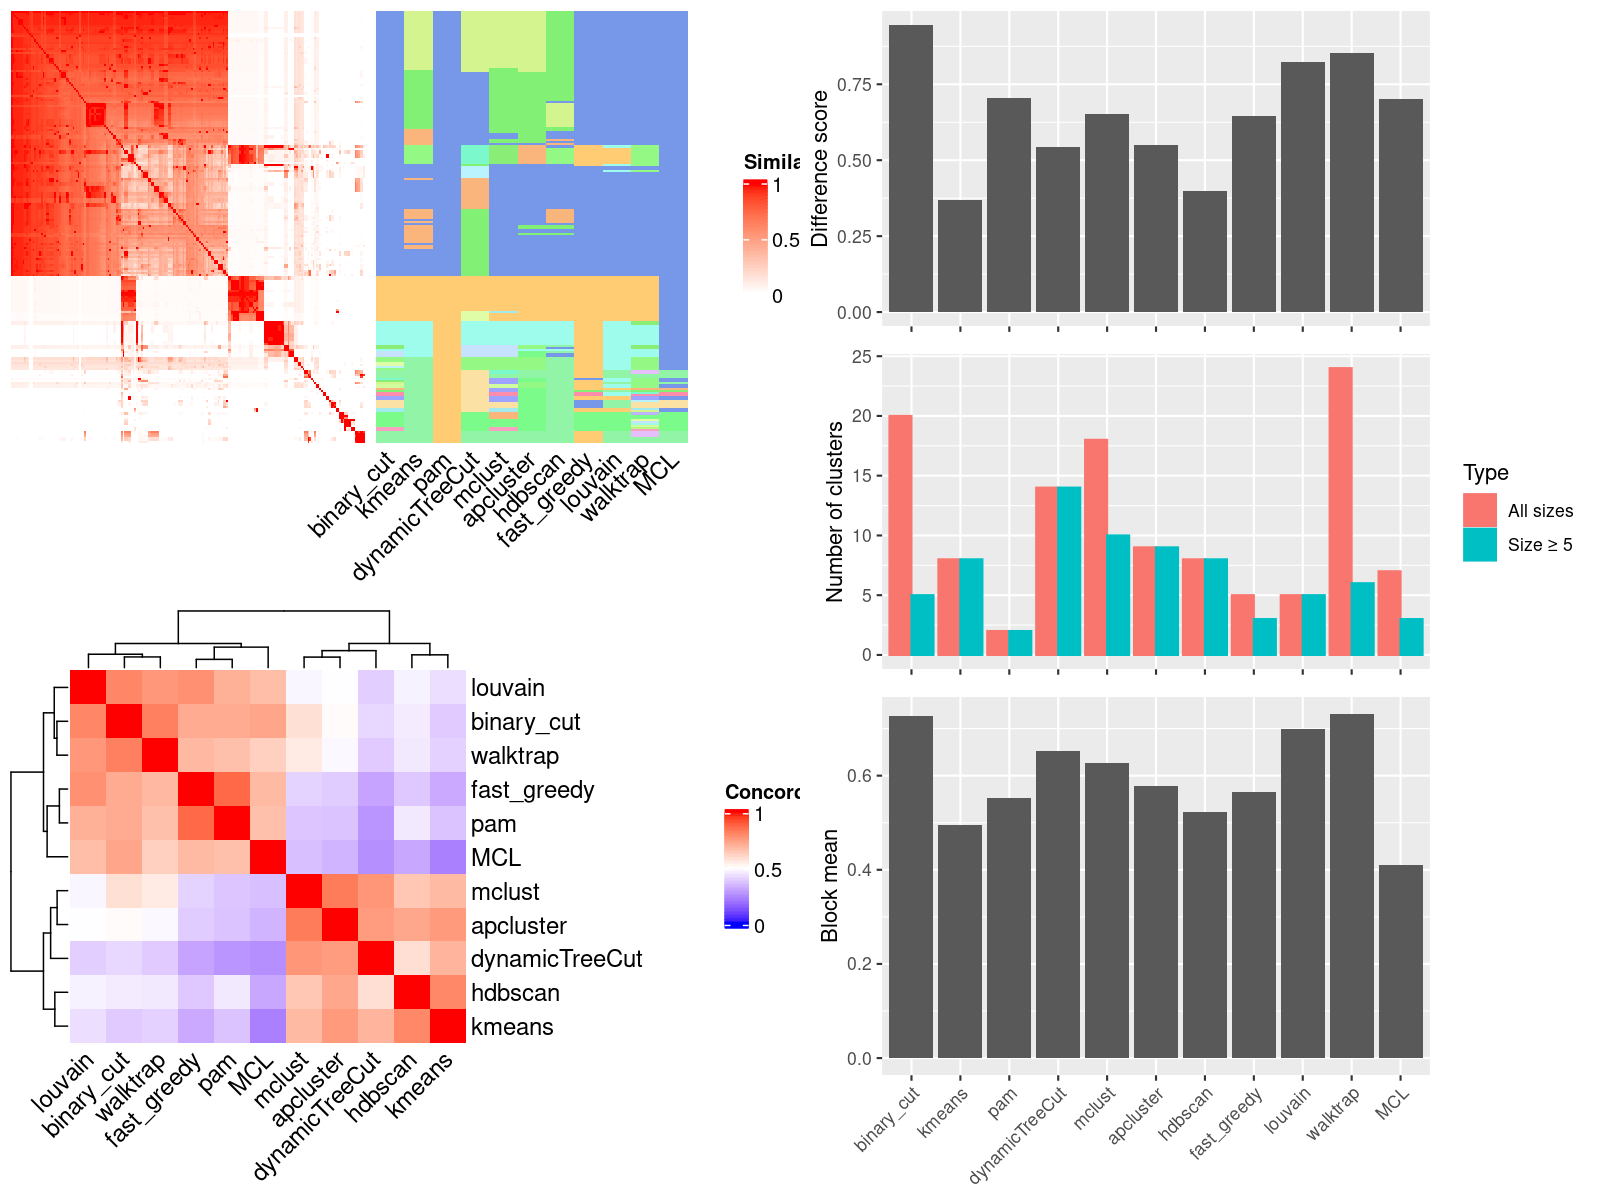 Simila
1
0.5
0
binary_cut
kmeans
pam
dynamicTreeCut
mclust
apcluster
hdbscan
fast_greedy
louvain
walktrap
MCL
louvain
binary_cut
walktrap
fast_greedy
pam
MCL
mclust
apcluster
dynamicTreeCut
hdbscan
kmeans
louvain
binary_cut
walktrap
fast_greedy
pam
MCL
mclust
apcluster
dynamicTreeCut
hdbscan
kmeans
Concord
1
0.5
0
Difference score
0.75
0.50
0.25
0.00
Number of clusters
25
20
15
10
5
0
Type
All sizes
Size ≥ 5
Block mean
0.6
0.4
0.2
0.0
binary_cut
kmeans
pam
dynamicTreeCut
mclust
apcluster
hdbscan
fast_greedy
louvain
walktrap
MCL